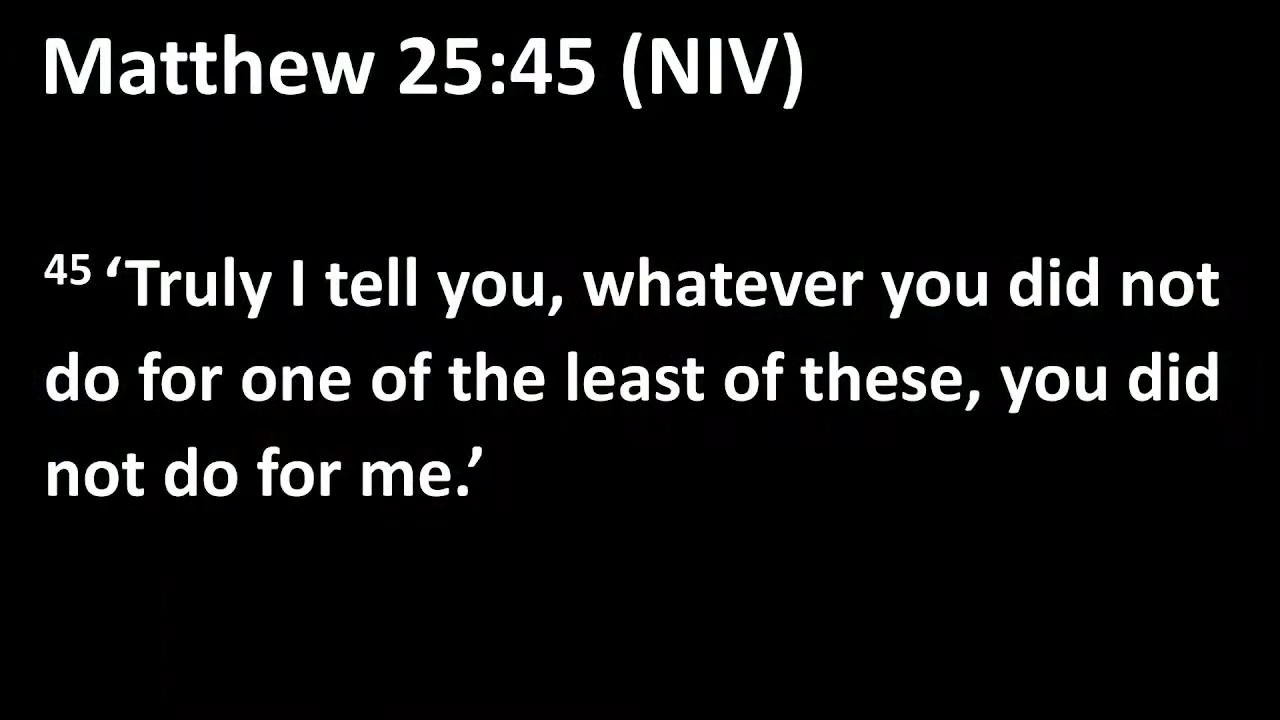 Matthew 25:45 (NIV)
45 ‘Truly I tell you, whatever you did not
do for one of the least of these, you did
not do for me.’